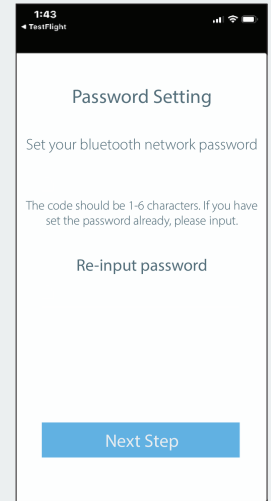 1:43
◂ TestFlight
Password Setting
Set your bluetooth network password
The code should be 1-6 characters. If you have
set the password already, please input.
Re-input password
Next Step